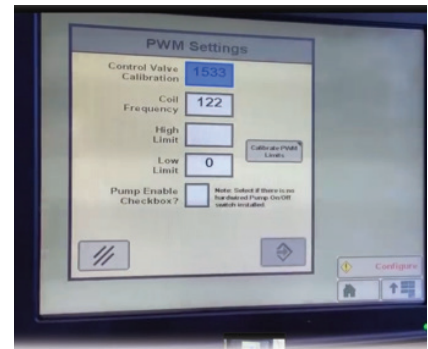 PWM Settings
Control Valve
Calibration
1533
Coil
Frequency
122
High
Limit
Calibrate PWM
Limits
Low
Limit
0
Pump Enable
Checkbox?
Note: Select if there is no
hardwired Pump On/Off
switch installed
Configure